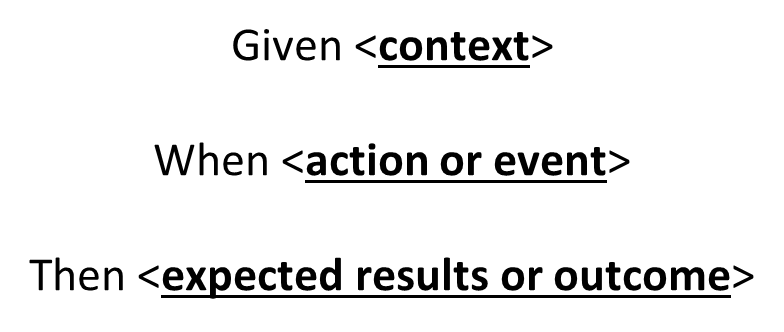 Given <context>
When <action or event>
Then <expected results or outcome>